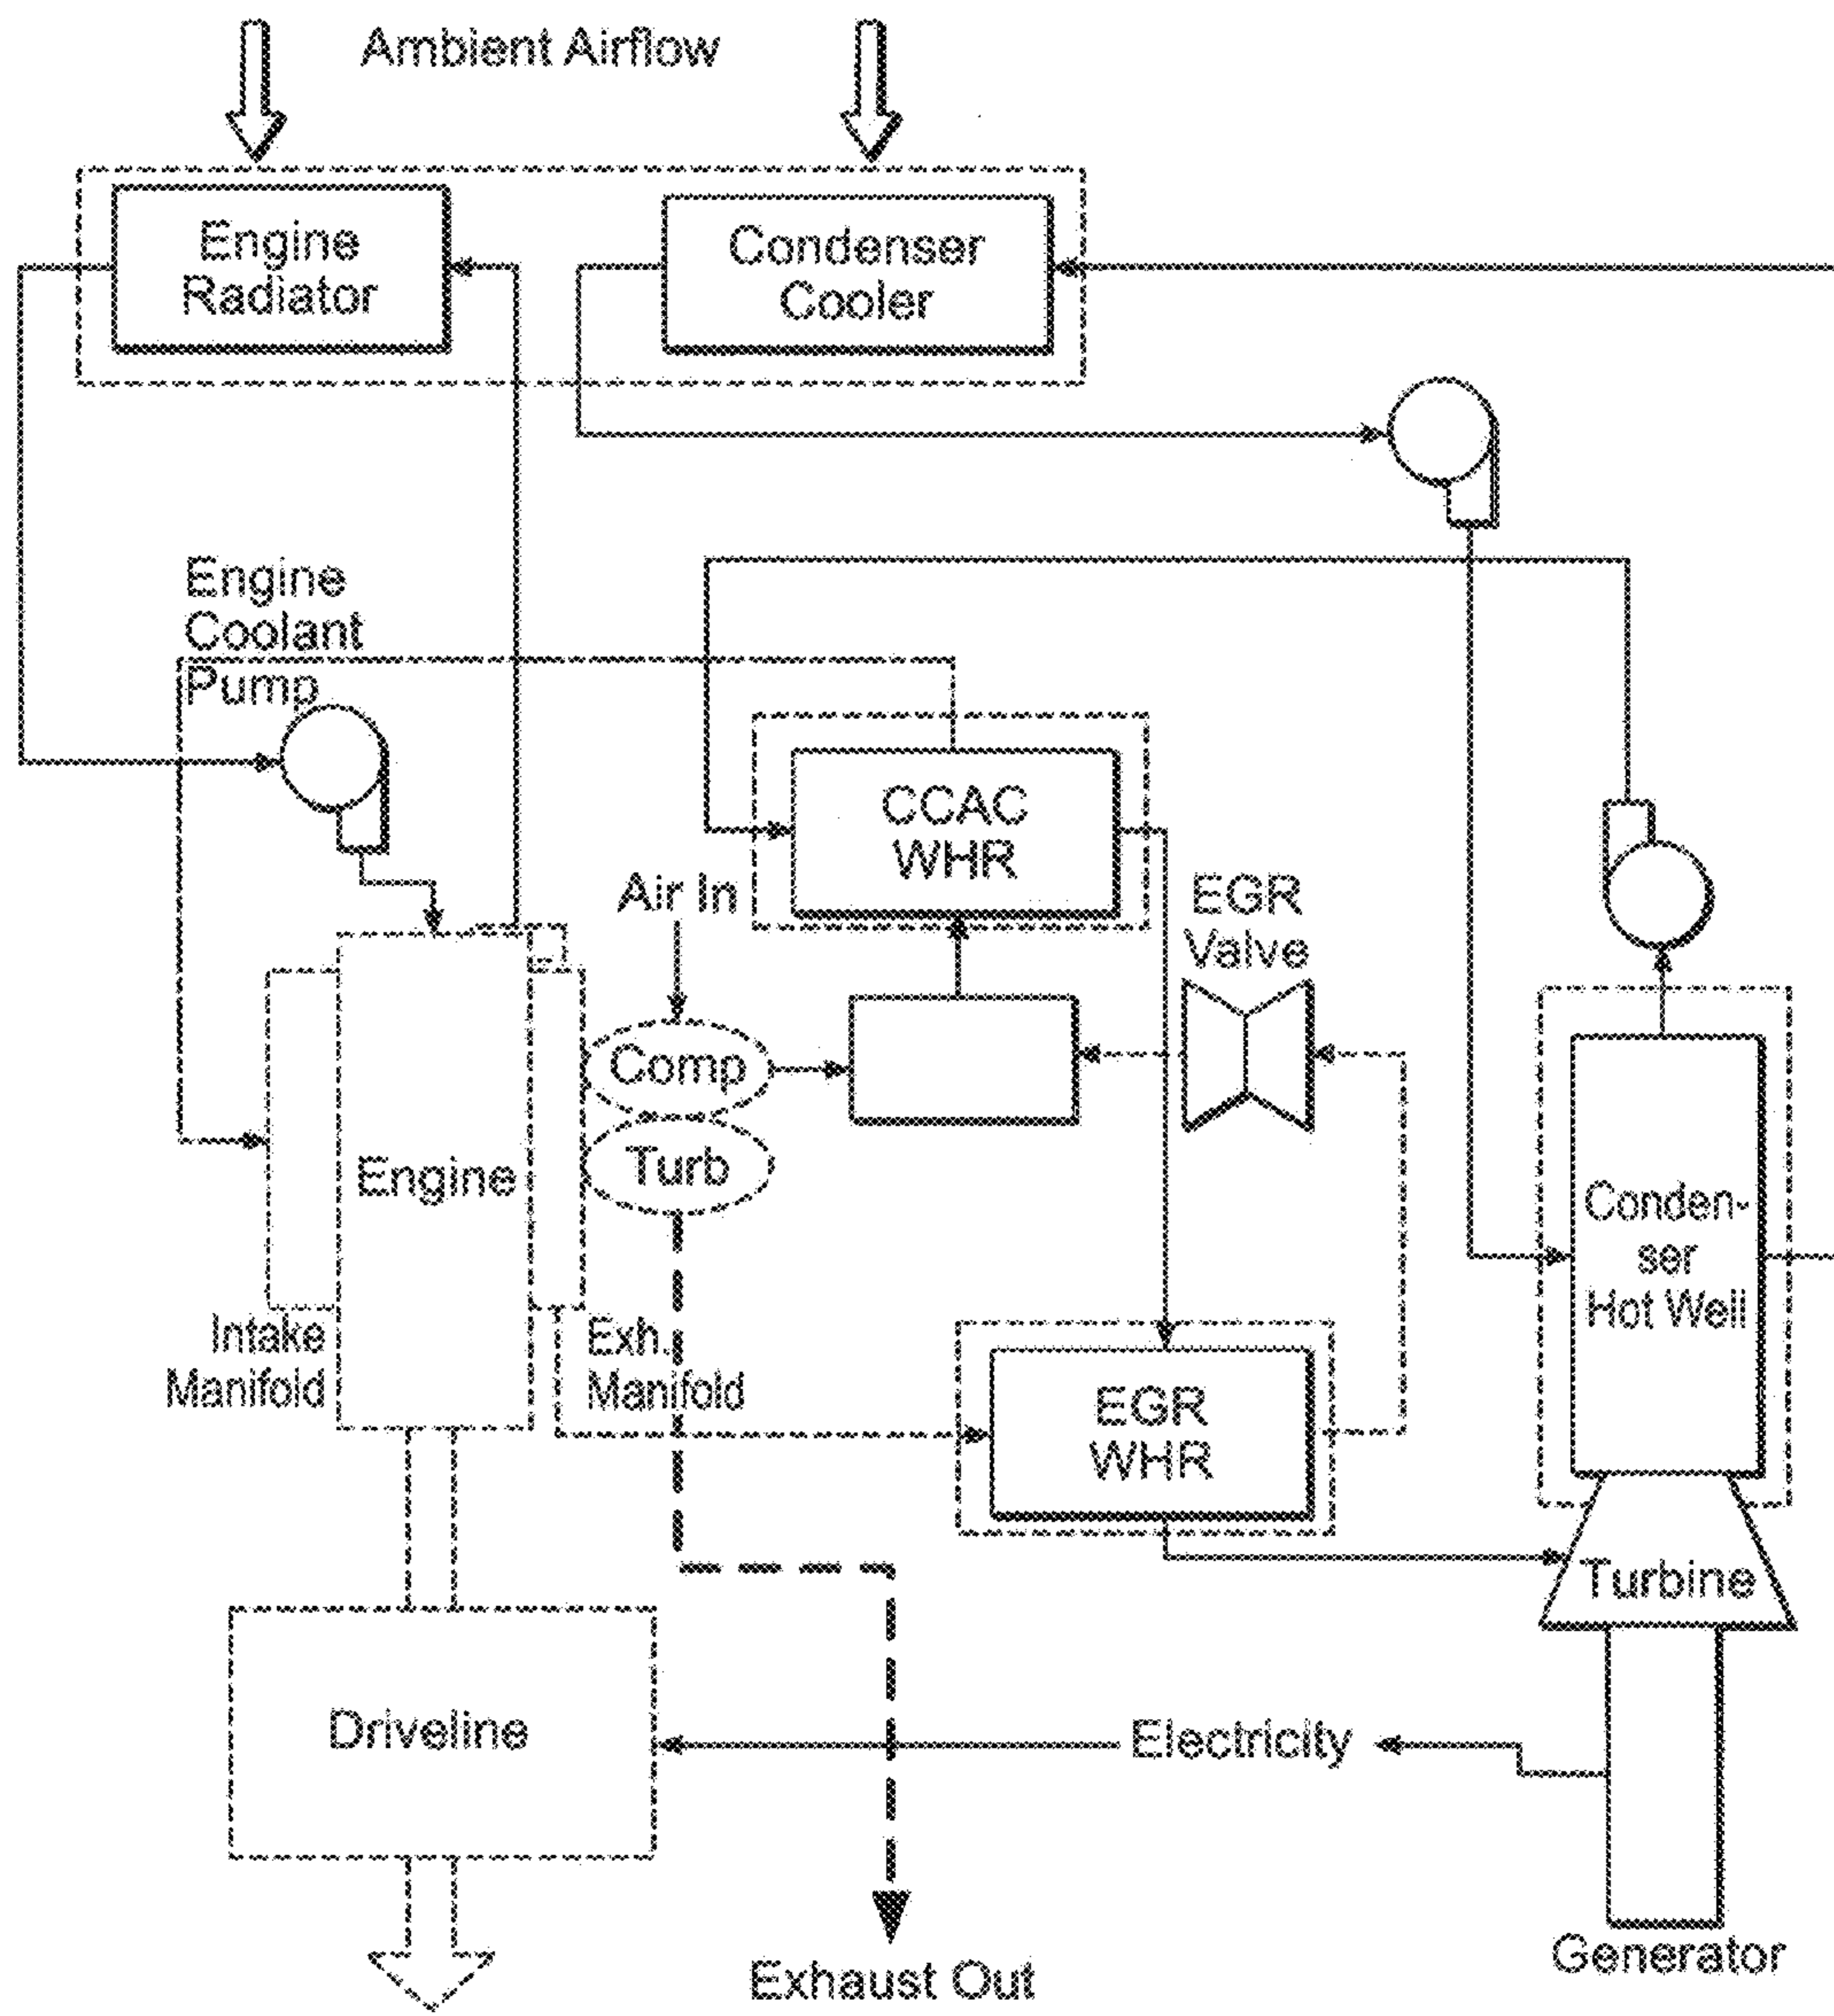 Ambient Airflow
Engine
Radiator
Condenser
Cooler
Engine
Coolant
Pump
CCAC
WHR
Air In
EGR
Valve
Comp
Turb
Engine
Conden-
ser
Hot Well
Intake
Manifold
Exh.
Manifold
EGR
WHR
Turbine
Driveline
Electricity
Generator
Exhaust Out